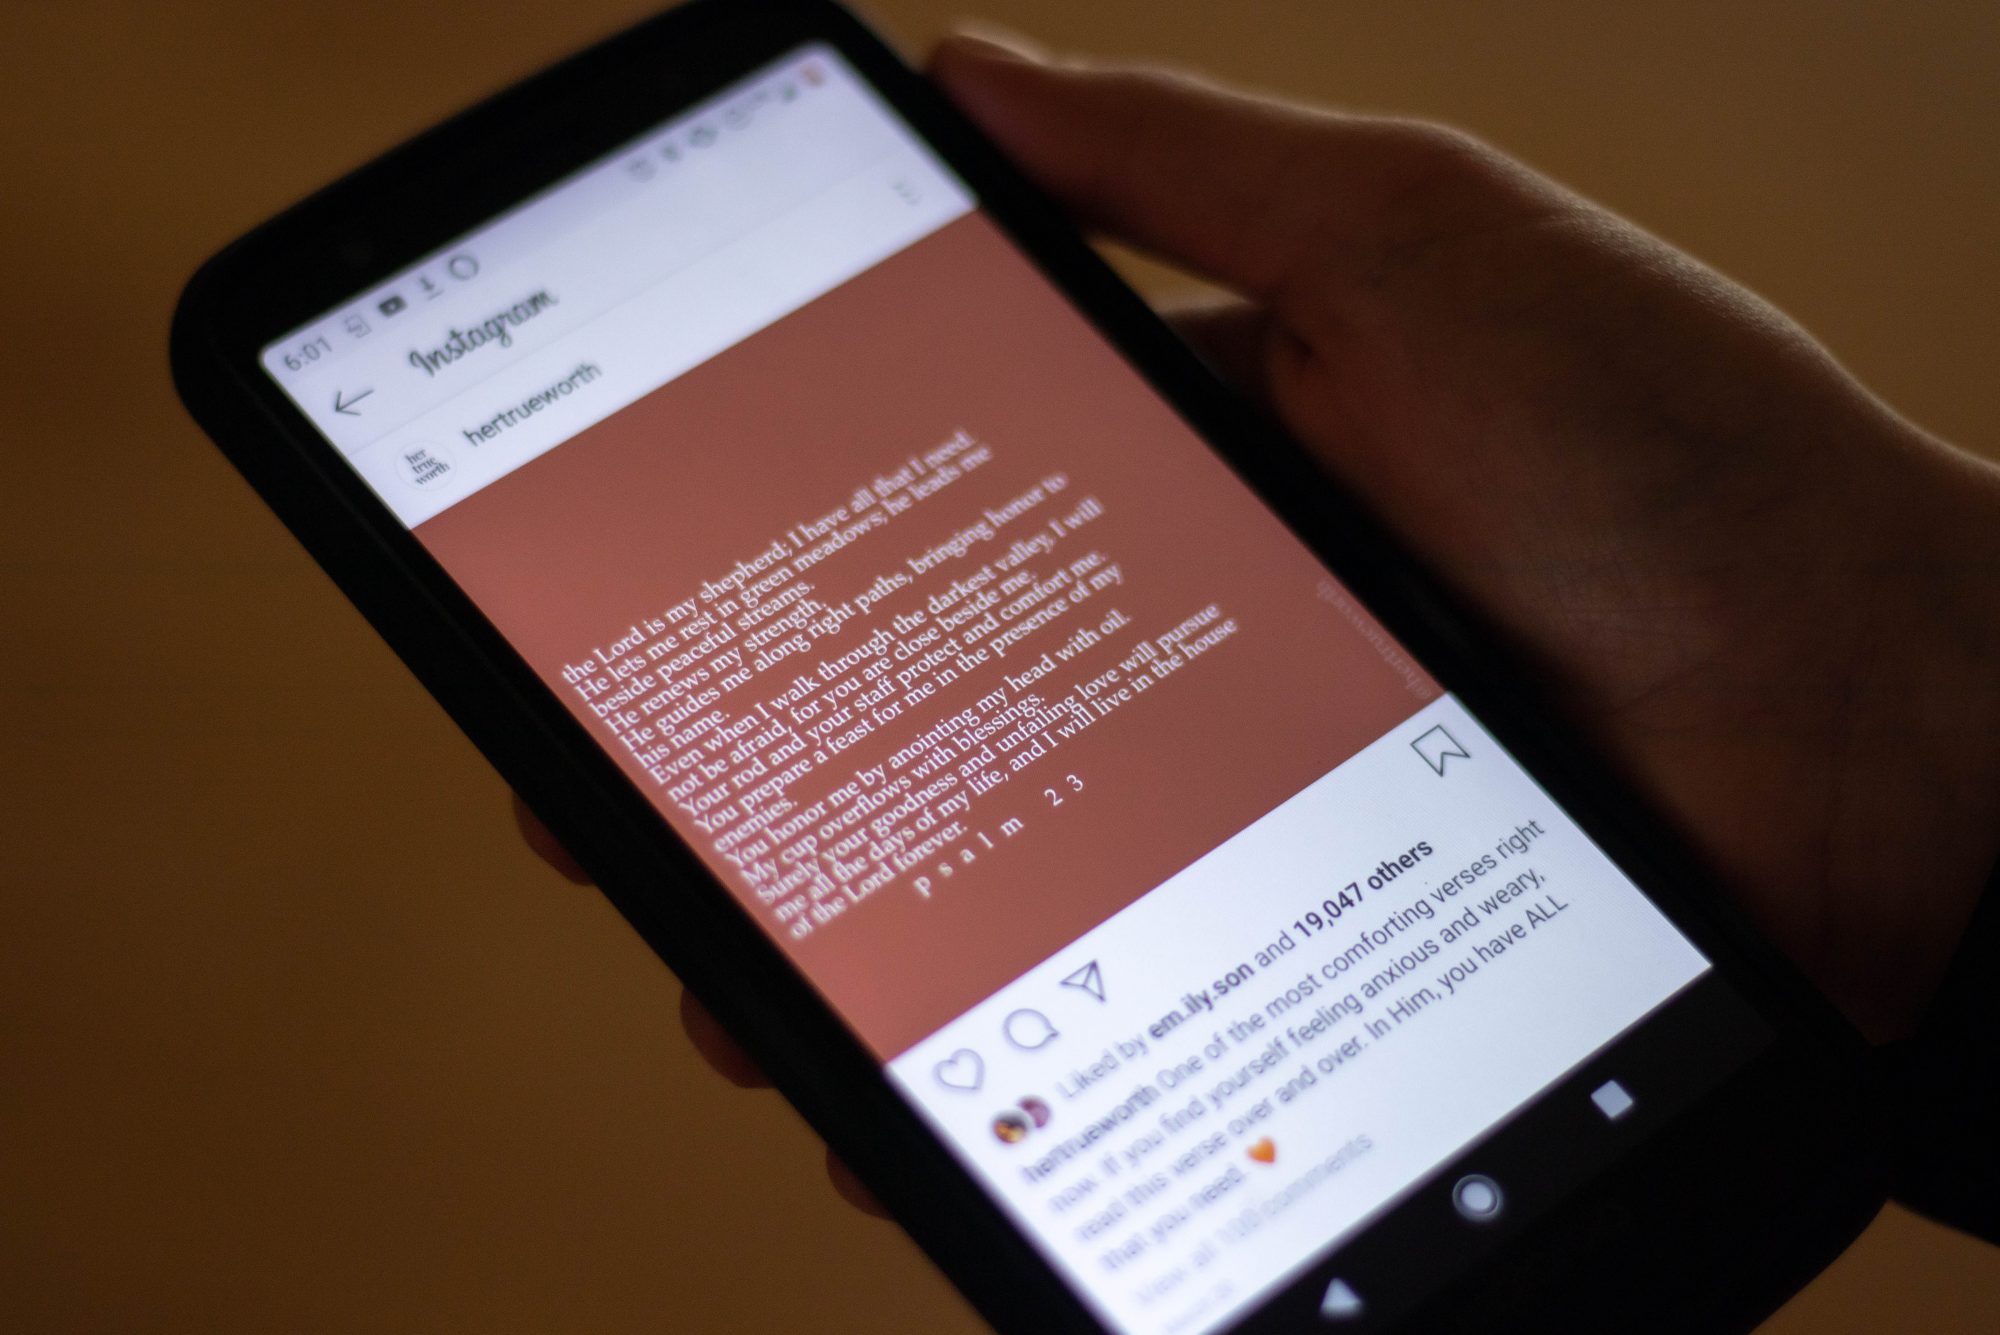 6:01
Instagram
her
true
worth
hertrueworth
the Lord is my shepherd; I have all that I need.
He lets me rest in green meadows; he leads me
beside peaceful streams.
He renews my strength.
He guides me along right paths, bringing honor to
his name.
Even when I walk through the darkest valley, I will
not be afraid, for you are close beside me.
Your rod and your staff protect and comfort me.
You prepare a feast for me in the presence of my
enemies.
You honor me by anointing my head with oil.
My cup overflows with blessings.
Surely your goodness and unfailing love will pursue
me all the days of my life, and I will live in the house
of the Lord forever.
psalm 23
@hertrueworth
Liked by em.ily.son and 19,047 others
hertrueworth One of the most comforting verses right
now. If you find yourself feeling anxious and weary,
read this verse over and over. In Him, you have ALL
that you need. 🧡
View all comments